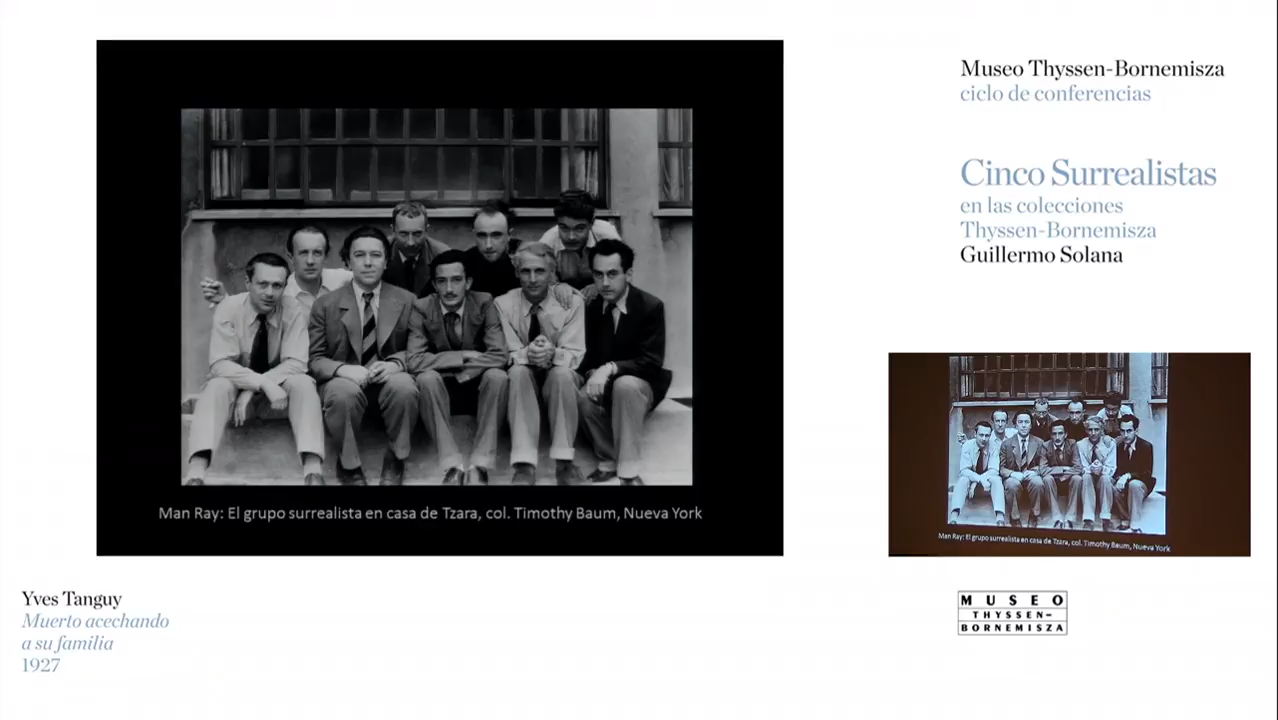 Museo Thyssen-Bornemisza
ciclo de conferencias
Cinco Surrealistas
en las colecciones
Thyssen-Bornemisza
Guillermo Solana
Man Ray: El grupo surrealista en casa de Tzara, col. Timothy Baum, Nueva York
Man Ray: El grupo surrealista en casa de Tzara, col. Timothy Baum, Nueva York
Yves Tanguy
Muerto acechando
a su familia
1927
MUSEO
THYSSEN-
BORNEMISZA